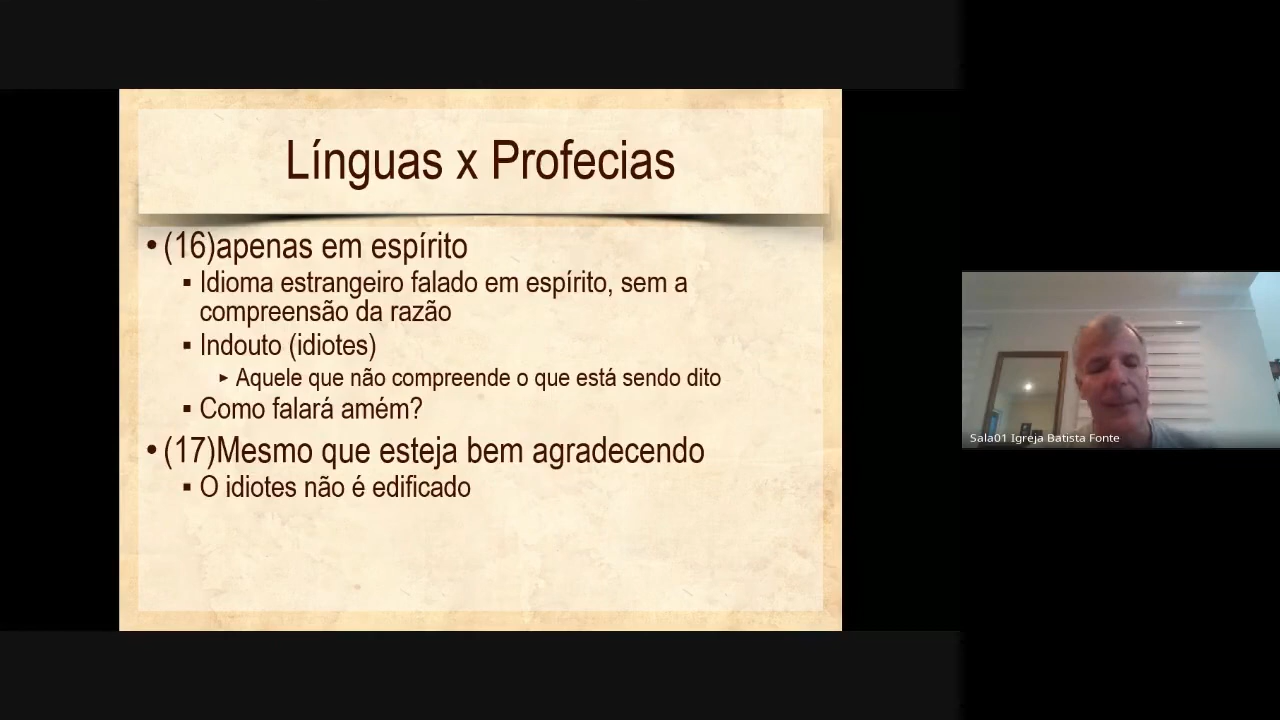 Línguas x Profecias
• (16)apenas em espírito
▪ Idioma estrangeiro falado em espírito, sem a
compreensão da razão
▪ Indouto (idiotes)
▸ Aquele que não compreende o que está sendo dito
▪ Como falará amém?
• (17)Mesmo que esteja bem agradecendo
▪ O idiotes não é edificado
Sala01 Igreja Batista Fonte